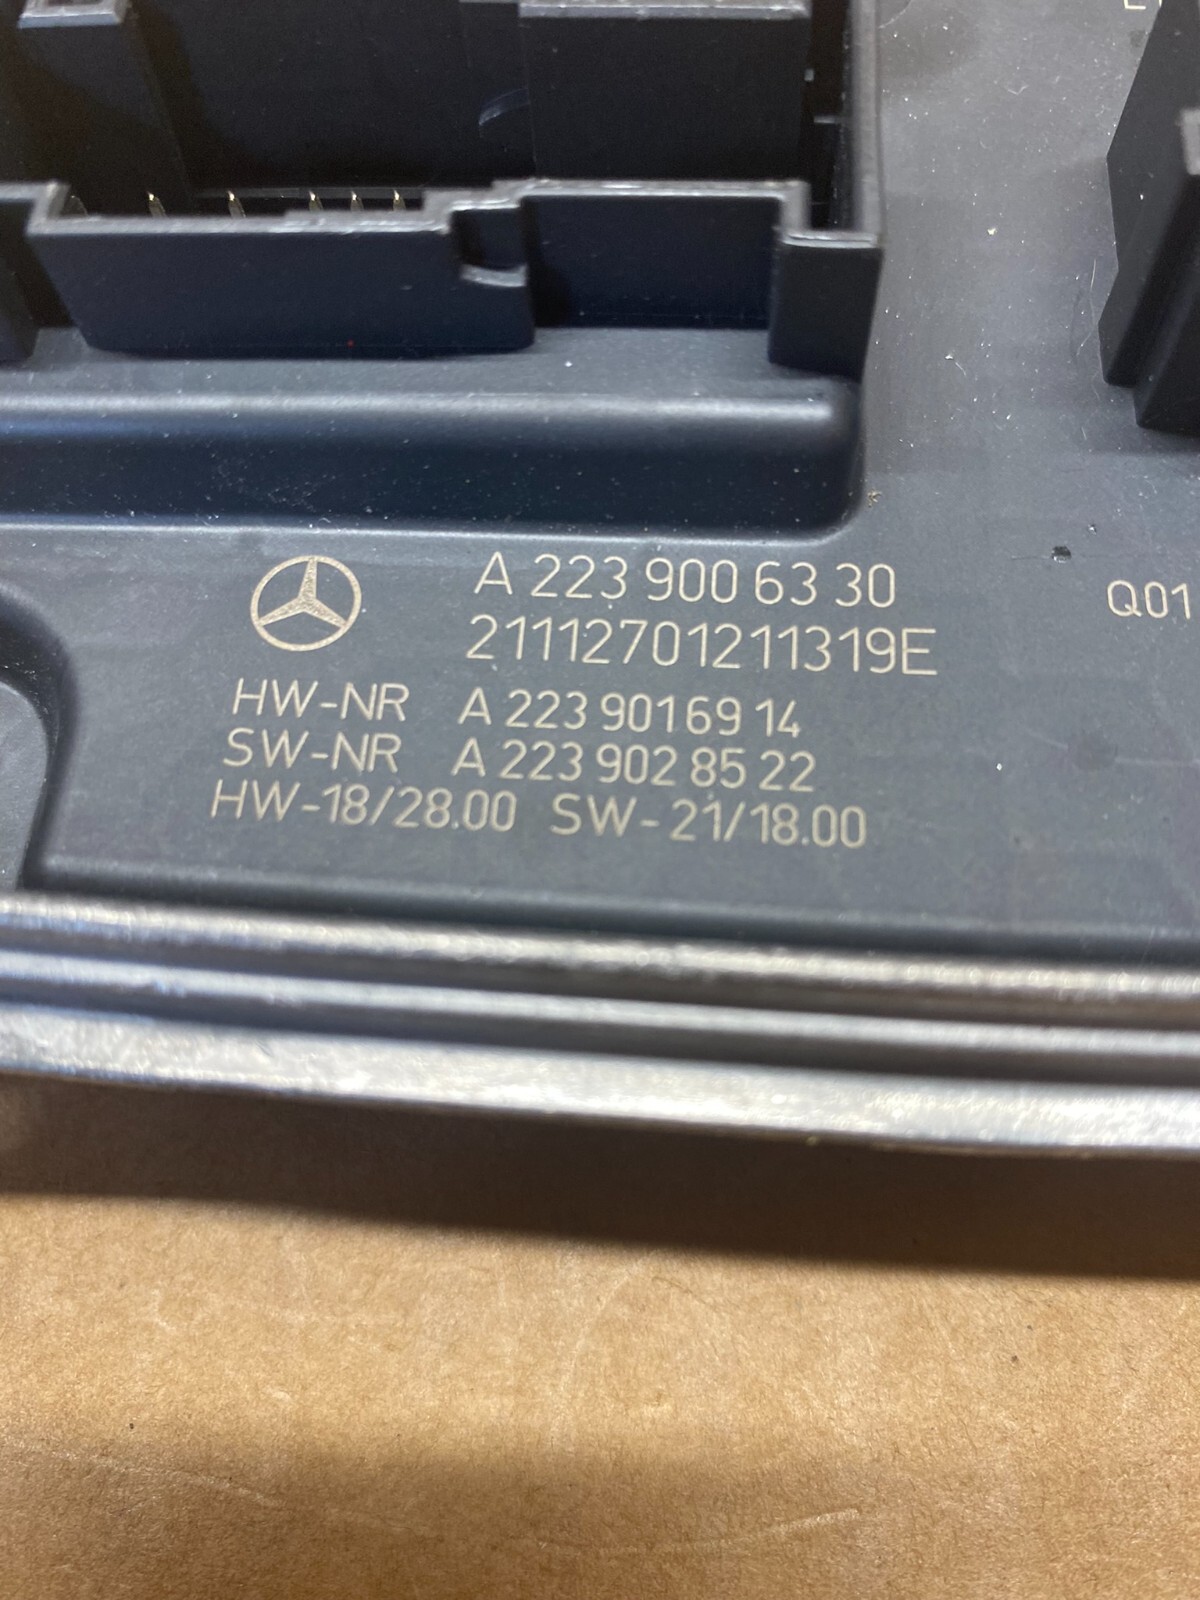 A 223 900 63 30
21112701211319E
Q01
HW-NR A 223 901 69 14
SW-NR A 223 902 85 22
HW-18/28.00 SW-21/18.00